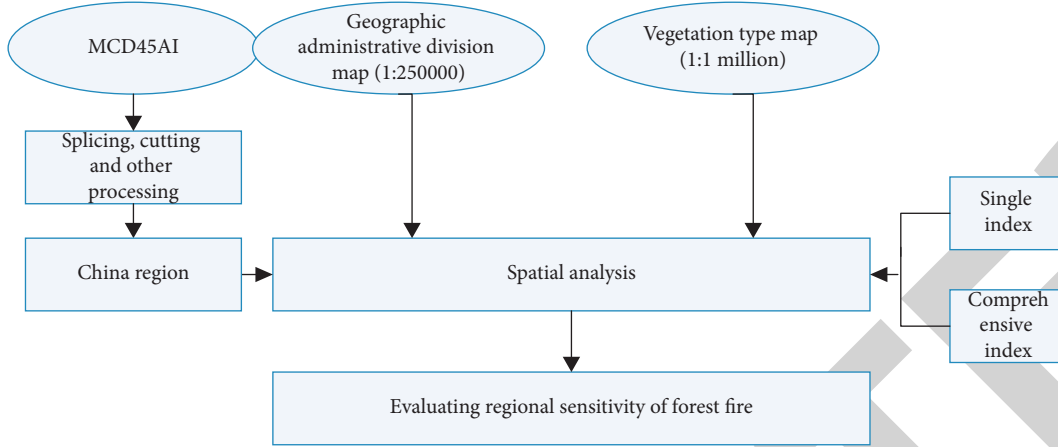 MCD45AI
Geographic
administrative division
map (1:250000)
Vegetation type map
(1:1 million)
Splicing, cutting
and other
processing
Single
index
China region
Spatial analysis
Compreh
ensive
index
Evaluating regional sensitivity of forest fire